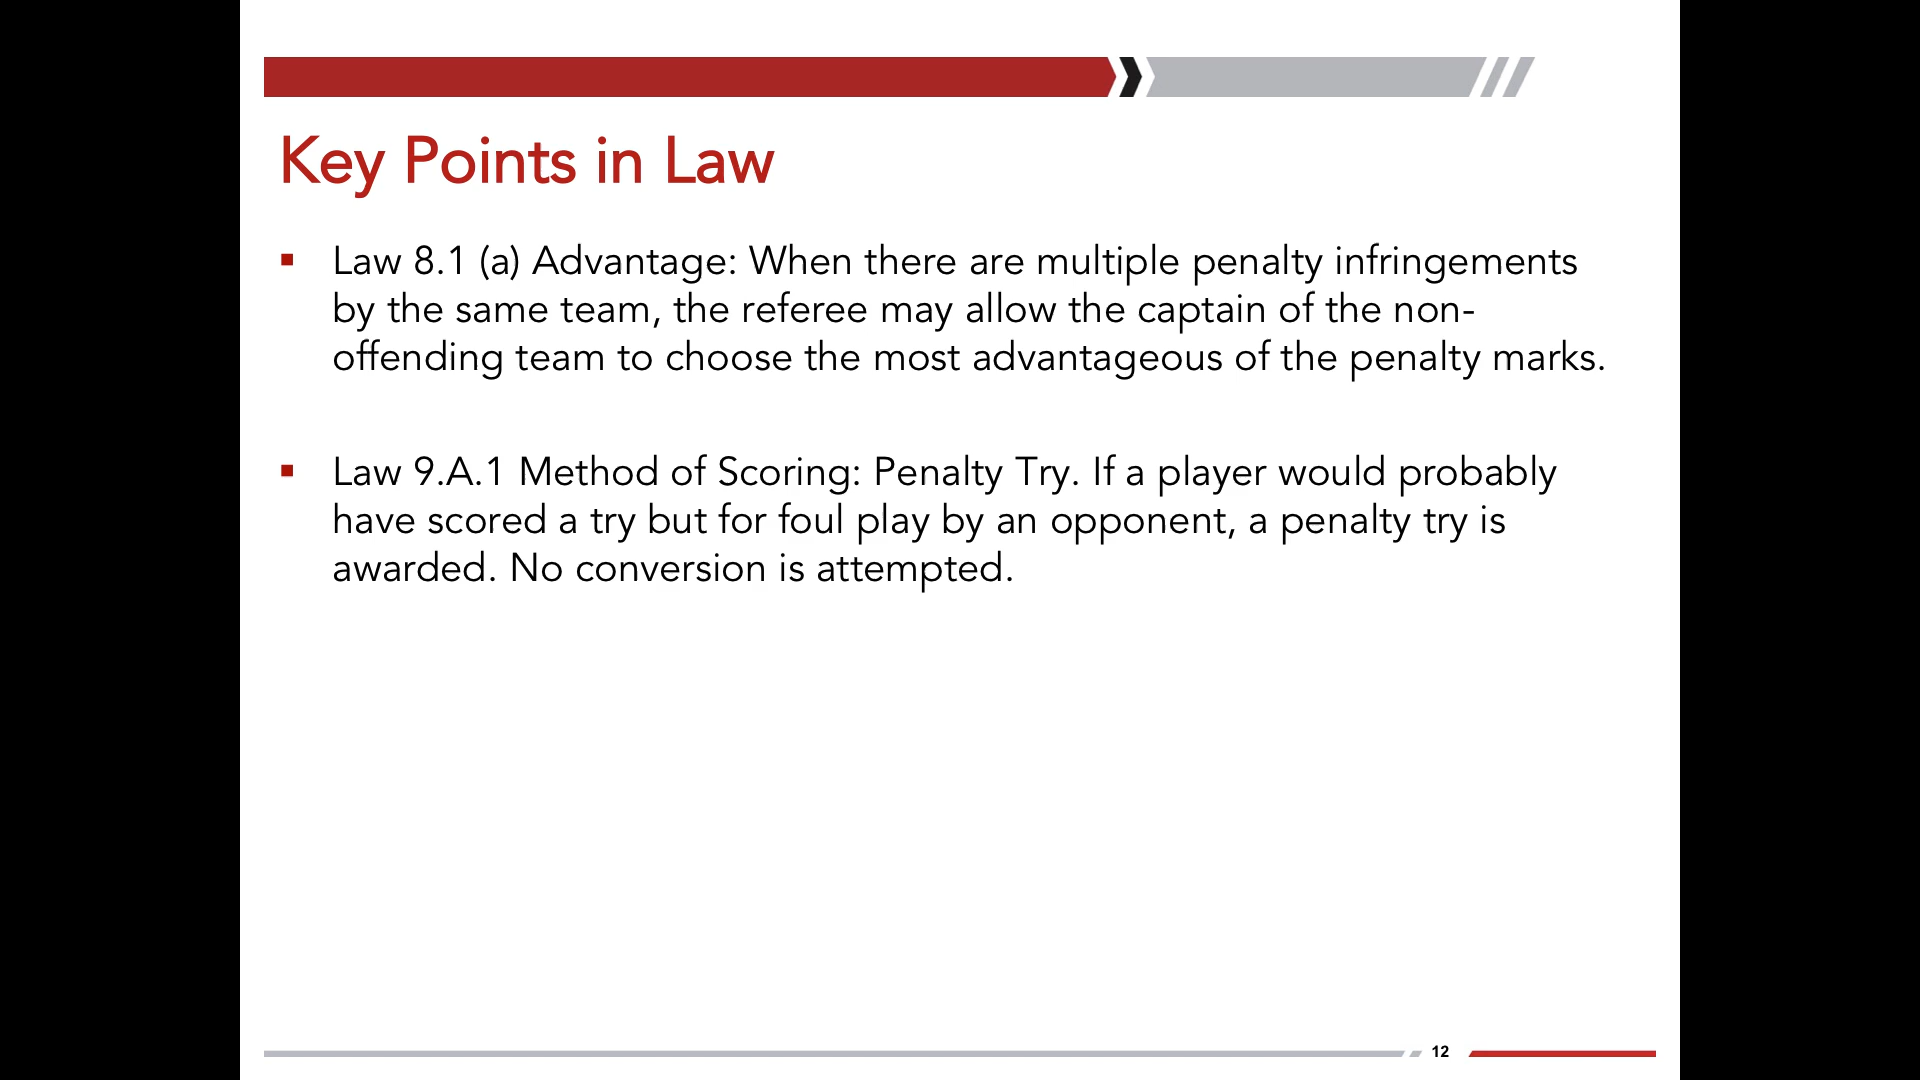 Key Points in Law
▪ Law 8.1 (a) Advantage: When there are multiple penalty infringements
by the same team, the referee may allow the captain of the non-
offending team to choose the most advantageous of the penalty marks.
▪ Law 9.A.1 Method of Scoring: Penalty Try. If a player would probably
have scored a try but for foul play by an opponent, a penalty try is
awarded. No conversion is attempted.
12